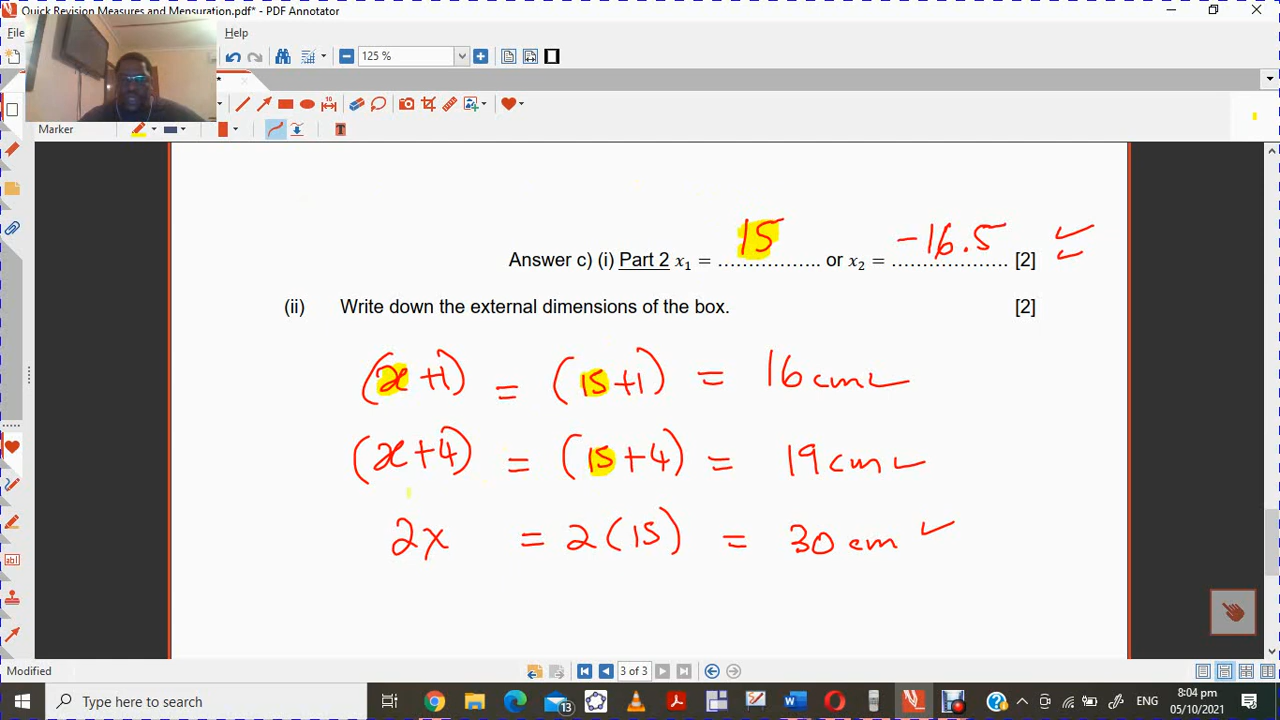 Quick Revision Measures and Mensuration.pdf* - PDF Annotator
Help
125 %
Marker
15
-16.5
Answer c) (i) Part 2 x₁ = .................. or x₂ = .................... [2]
(ii) Write down the external dimensions of the box. [2]
(x+1) = (15+1) = 16cm
(x+4) = (15+4) = 19cm
2x = 2(15) = 30cm
Modified
3 of 3
Type here to search
13
ENG
8:04 pm
05/10/2021